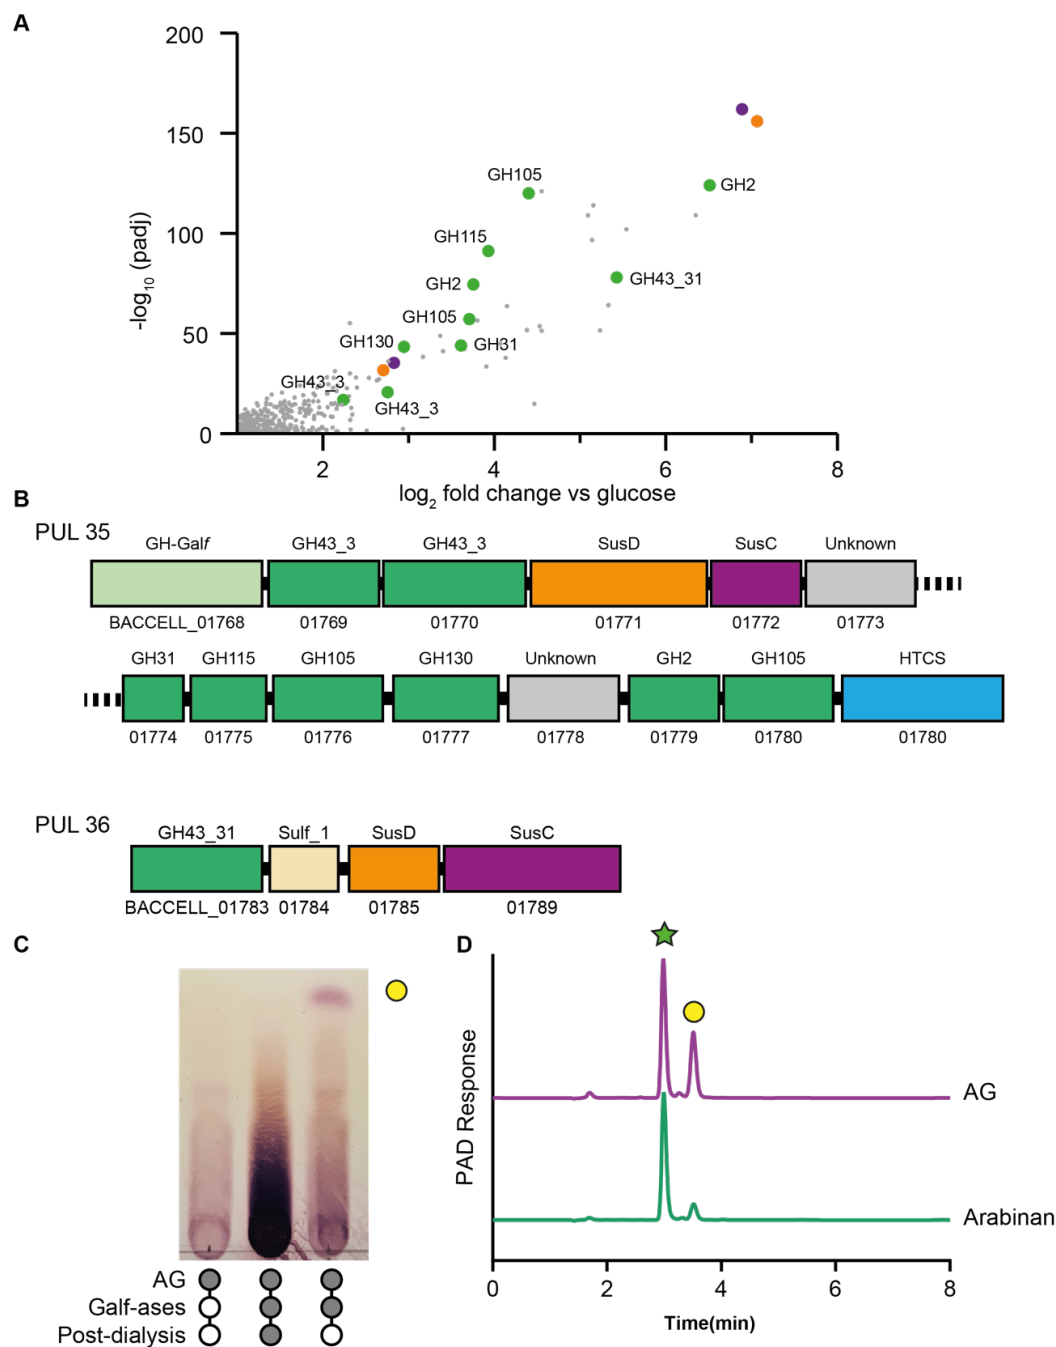 A
200
150
100
50
0
-log10 (padj)
GH105
GH2
GH115
GH43_31
GH2
GH105
GH130
GH31
GH43_3
GH43_3
2 4 6 8
log2 fold change vs glucose
B
PUL 35
GH-Galf GH43_3 GH43_3 SusD SusC Unknown
BACCELL_01768 01769 01770 01771 01772 01773
GH31 GH115 GH105 GH130 Unknown GH2 GH105 HTCS
01774 01775 01776 01777 01778 01779 01780 01780
PUL 36
GH43_31 Sulf_1 SusD SusC
BACCELL_01783 01784 01785 01789
C
AG
Galf-ases
Post-dialysis
D
PAD Response
AG
Arabinan
0 2 4 6 8
Time(min)